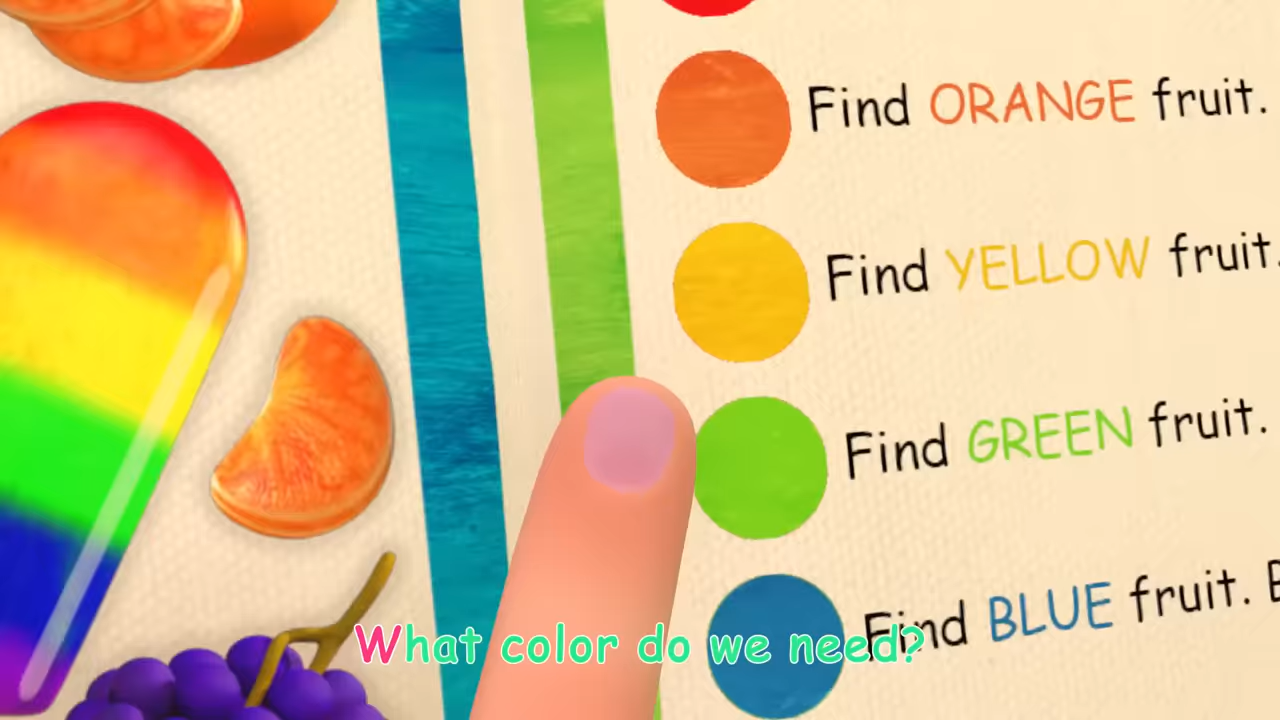 Find ORANGE fruit.
Find YELLOW fruit.
Find GREEN fruit.
Find BLUE fruit.
What color do we need?